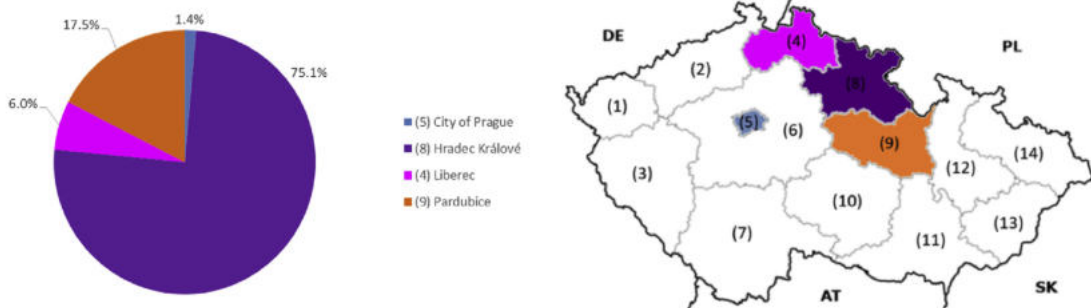 1.4%
17.5%
75.1%
6.0%
(5) City of Prague
(8) Hradec Králové
(4) Liberec
(9) Pardubice
DE
PL
(4)
(2)
(8)
(1)
(5)
(6)
(9)
(14)
(3)
(12)
(10)
(13)
(7)
(11)
AT
SK